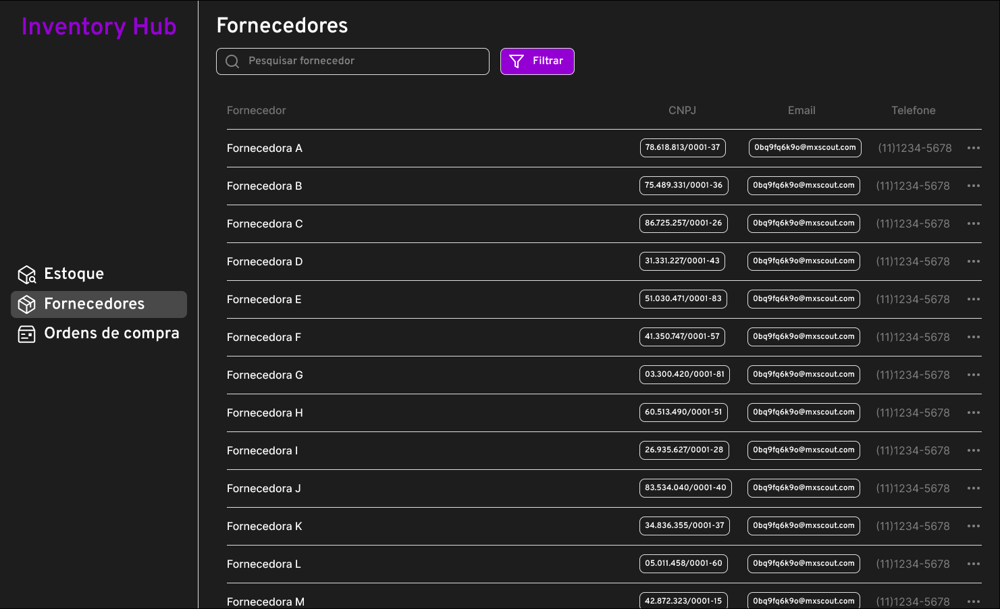 Inventory Hub
Fornecedores
Pesquisar fornecedor
Filtrar
Fornecedor CNPJ Email Telefone
Fornecedora A 78.618.813/0001-37 0bq9fq6k9o@mxscout.com (11)1234-5678
Fornecedora B 75.489.331/0001-36 0bq9fq6k9o@mxscout.com (11)1234-5678
Fornecedora C 86.725.257/0001-26 0bq9fq6k9o@mxscout.com (11)1234-5678
Fornecedora D 31.331.227/0001-43 0bq9fq6k9o@mxscout.com (11)1234-5678
Fornecedora E 51.030.471/0001-83 0bq9fq6k9o@mxscout.com (11)1234-5678
Fornecedora F 41.350.747/0001-57 0bq9fq6k9o@mxscout.com (11)1234-5678
Fornecedora G 03.300.420/0001-81 0bq9fq6k9o@mxscout.com (11)1234-5678
Fornecedora H 60.513.490/0001-51 0bq9fq6k9o@mxscout.com (11)1234-5678
Fornecedora I 26.935.627/0001-28 0bq9fq6k9o@mxscout.com (11)1234-5678
Fornecedora J 83.534.040/0001-40 0bq9fq6k9o@mxscout.com (11)1234-5678
Fornecedora K 34.836.355/0001-37 0bq9fq6k9o@mxscout.com (11)1234-5678
Fornecedora L 05.011.458/0001-60 0bq9fq6k9o@mxscout.com (11)1234-5678
Fornecedora M 42.872.323/0001-15 0bq9fq6k9o@mxscout.com (11)1234-5678
Estoque
Fornecedores
Ordens de compra